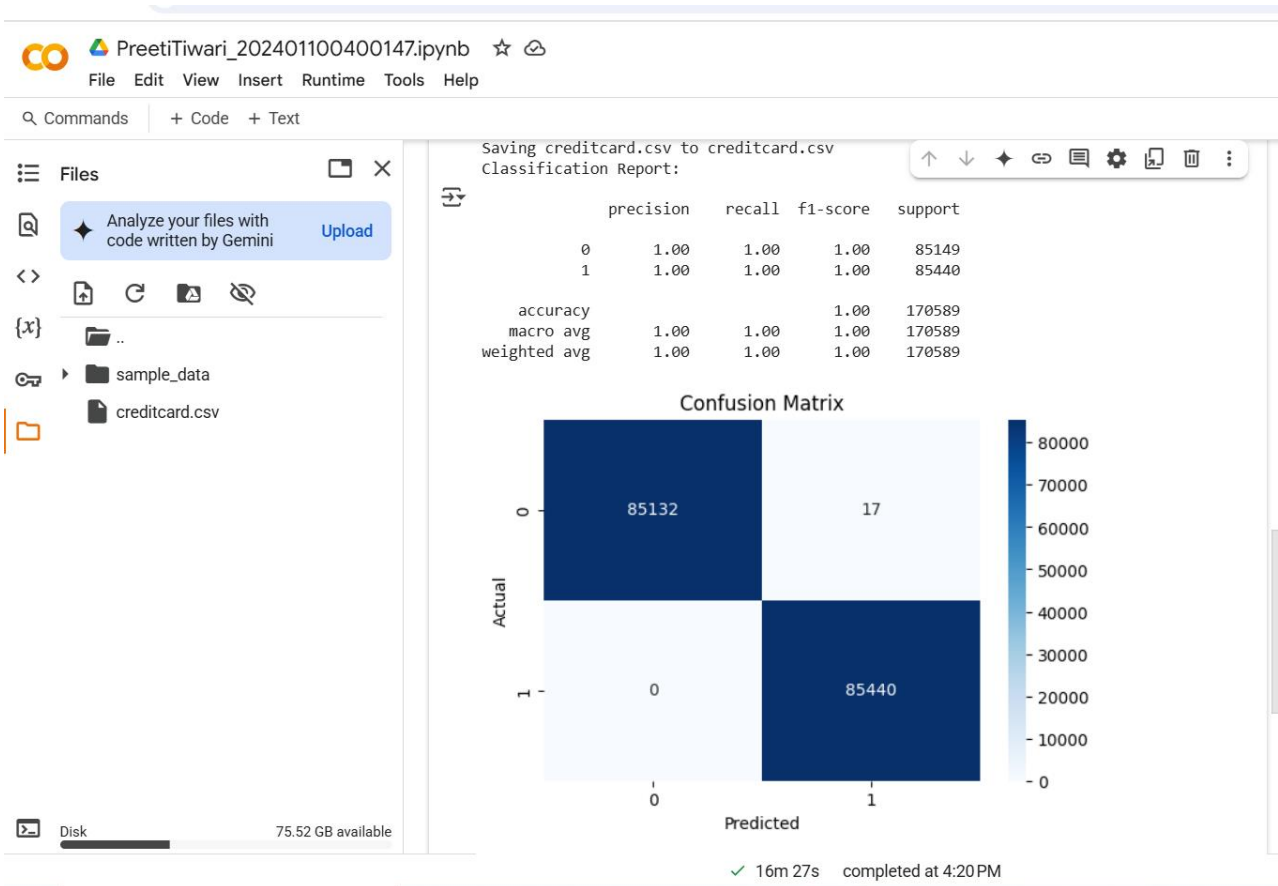 PreetiTiwari_202401100400147.ipynb
File Edit View Insert Runtime Tools Help
Commands + Code + Text
Files
Analyze your files with
code written by Gemini
Upload
{x}
..
sample_data
creditcard.csv
Disk 75.52 GB available
Saving creditcard.csv to creditcard.csv
Classification Report:
precision recall f1-score support
0 1.00 1.00 1.00 85149
1 1.00 1.00 1.00 85440
accuracy 1.00 170589
macro avg 1.00 1.00 1.00 170589
weighted avg 1.00 1.00 1.00 170589
Confusion Matrix
Actual
0
1
85132 17
0 85440
0 1
Predicted
80000
70000
60000
50000
40000
30000
20000
10000
0
16m 27s completed at 4:20 PM